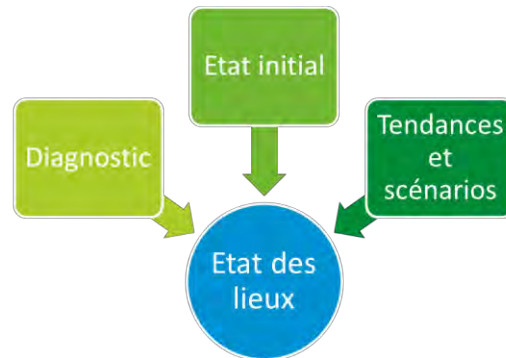 Etat initial
Diagnostic
Tendances
et
scénarios
Etat des
lieux